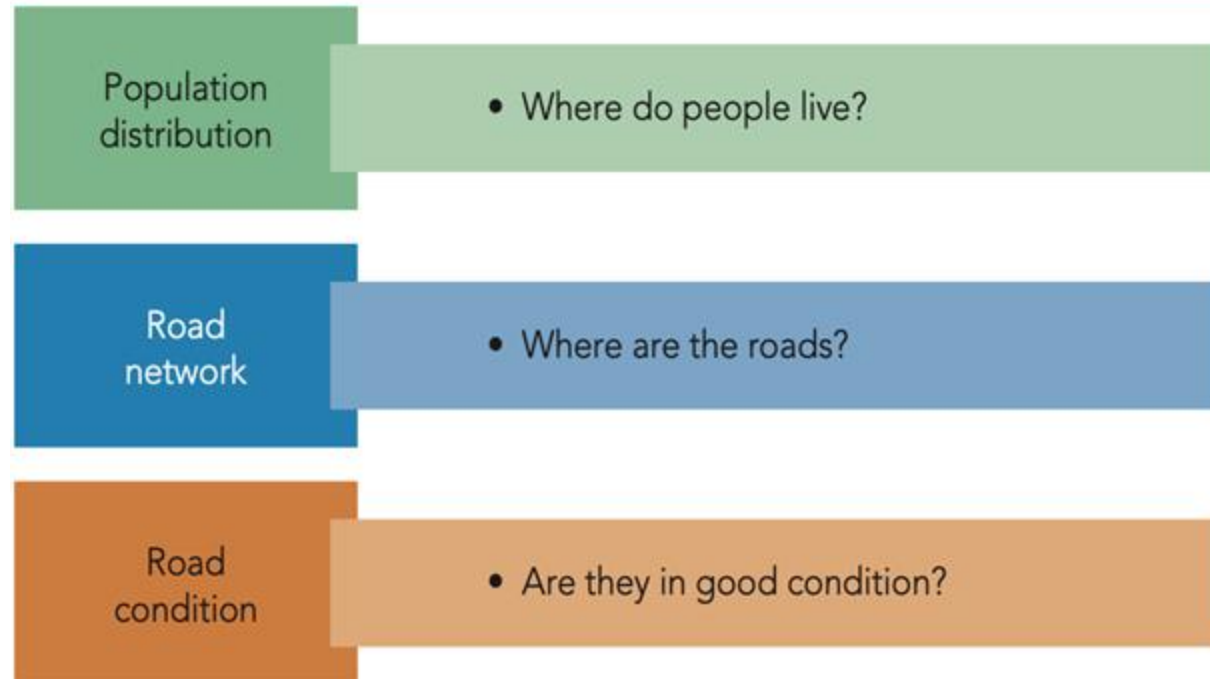 Population
distribution
• Where do people live?
Road
network
• Where are the roads?
Road
condition
• Are they in good condition?